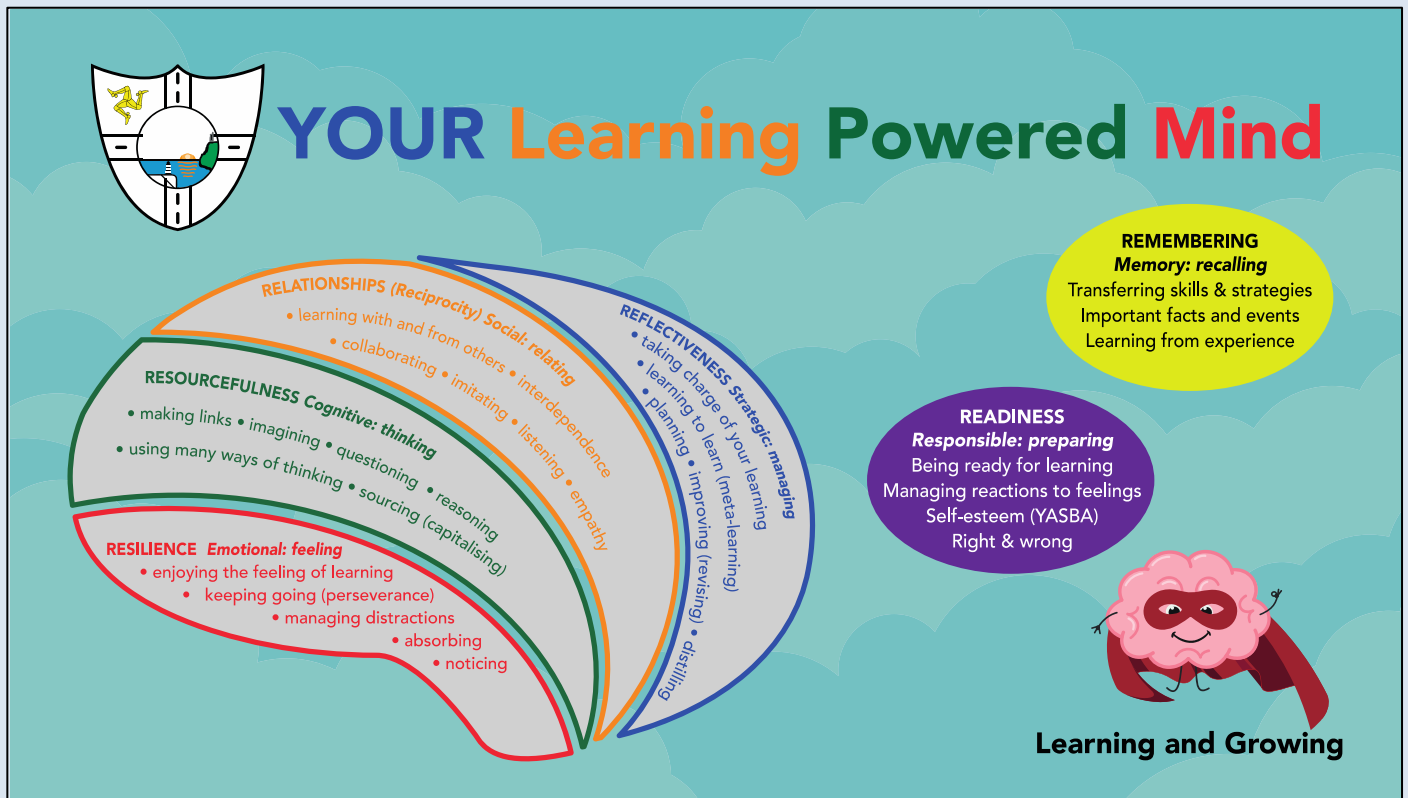 YOUR Learning Powered Mind
REMEMBERING
Memory: recalling
Transferring skills & strategies
Important facts and events
Learning from experience
RELATIONSHIPS (Reciprocity) Social: relating
• learning with and from others • interdependence
• collaborating • imitating • listening • empathy
REFLECTIVENESS Strategic: managing
• taking charge of your learning
• learning to learn (meta-learning)
• planning • improving (revising) • distilling
RESOURCEFULNESS Cognitive: thinking
• making links • imagining • questioning • reasoning
• using many ways of thinking • sourcing (capitalising)
READINESS
Responsible: preparing
Being ready for learning
Managing reactions to feelings
Self-esteem (YASBA)
Right & wrong
RESILIENCE Emotional: feeling
• enjoying the feeling of learning
• keeping going (perseverance)
• managing distractions
• absorbing
• noticing
Learning and Growing